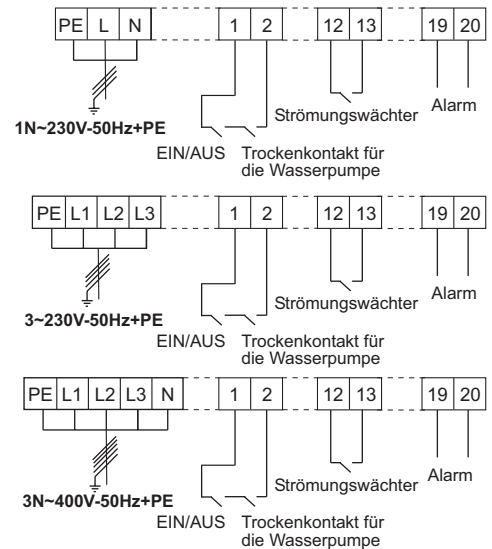 PE L N 1 2 12 13 19 20
Strömungswächter
Alarm
1N~230V-50Hz+PE
EIN/AUS Trockenkontakt für
die Wasserpumpe
PE L1 L2 L3 1 2 12 13 19 20
Strömungswächter
Alarm
3~230V-50Hz+PE
EIN/AUS Trockenkontakt für
die Wasserpumpe
PE L1 L2 L3 N 1 2 12 13 19 20
Strömungswächter
Alarm
3N~400V-50Hz+PE
EIN/AUS Trockenkontakt für
die Wasserpumpe